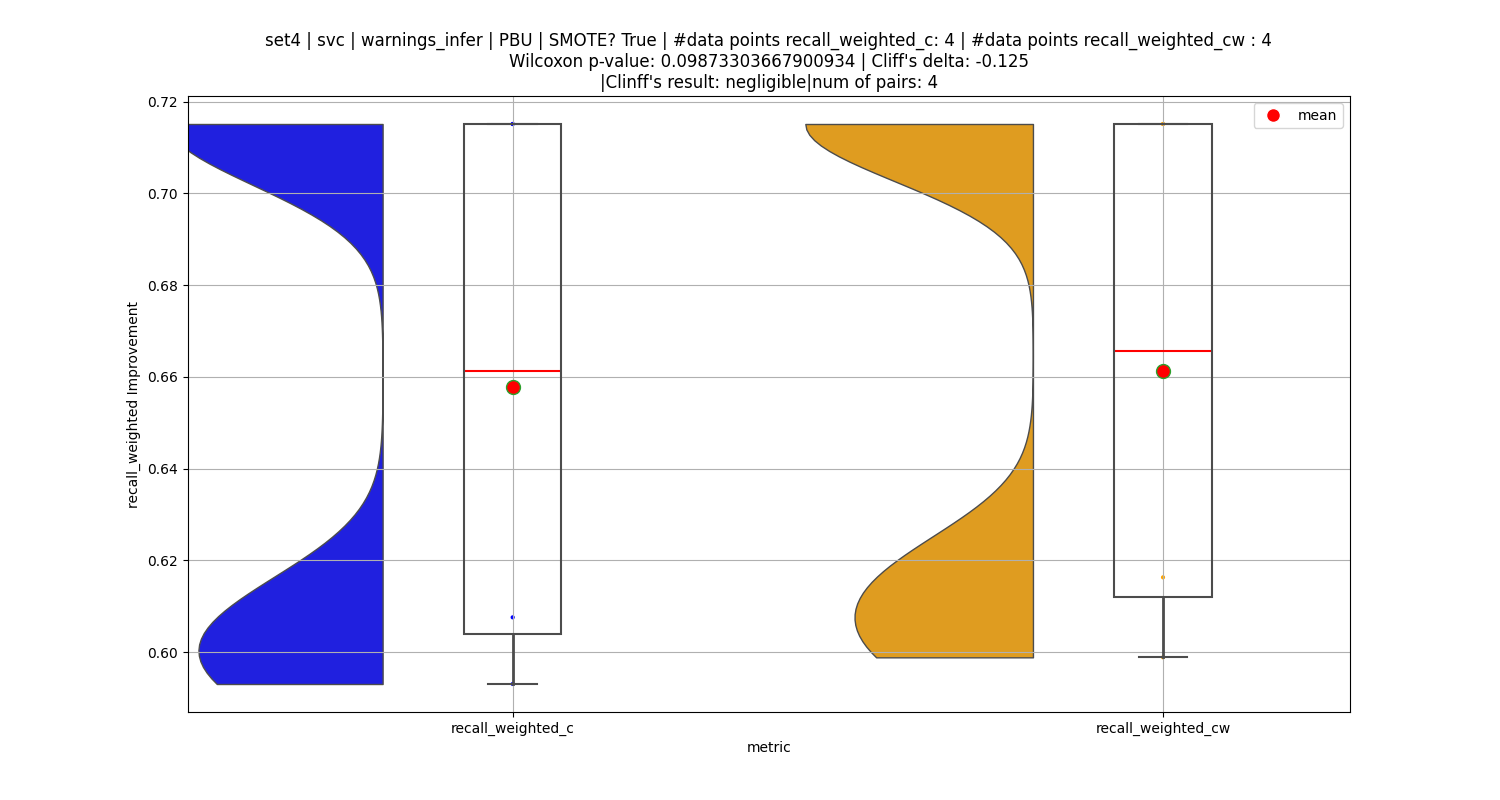 set4 | svc | warnings_infer | PBU | SMOTE? True | #data points recall_weighted_c: 4 | #data points recall_weighted_cw : 4
Wilcoxon p-value: 0.09873303667900934 | Cliff's delta: -0.125
|Clinff's result: negligible|num of pairs: 4
mean
0.72
0.70
0.68
0.66
0.64
0.62
0.60
recall_weighted Improvement
recall_weighted_c
recall_weighted_cw
metric